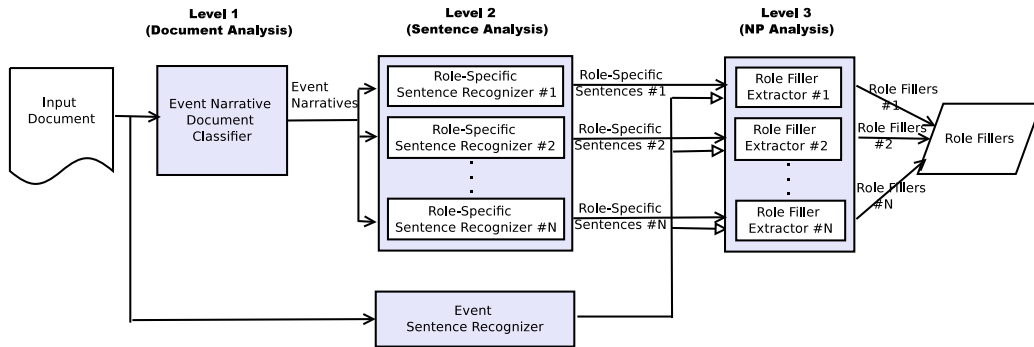 Level 1
(Document Analysis)
Level 2
(Sentence Analysis)
Level 3
(NP Analysis)
Input
Document
Event Narrative
Document
Classifier
Event
Narratives
Role-Specific
Sentence Recognizer #1
Role-Specific
Sentence Recognizer #2
Role-Specific
Sentence Recognizer #N
Role-Specific
Sentences #1
Role-Specific
Sentences #2
Role-Specific
Sentences #N
Role Filler
Extractor #1
Role Filler
Extractor #2
Role Filler
Extractor #N
Role Fillers
#1
Role Fillers
#2
Role Fillers
#N
Role Fillers
Event
Sentence Recognizer